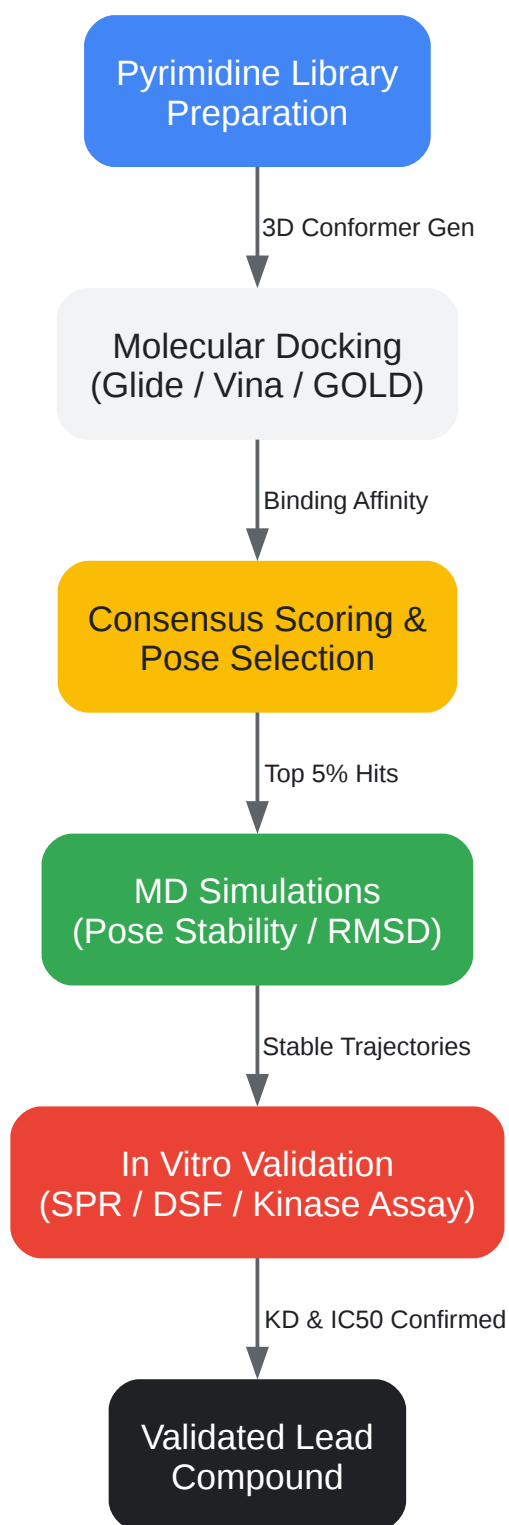 Pyrimidine Library
Preparation
3D Conformer Gen
Molecular Docking
(Glide / Vina / GOLD)
Binding Affinity
Consensus Scoring &
Pose Selection
Top 5% Hits
MD Simulations
(Pose Stability / RMSD)
Stable Trajectories
In Vitro Validation
(SPR / DSF / Kinase Assay)
KD & IC50 Confirmed
Validated Lead
Compound